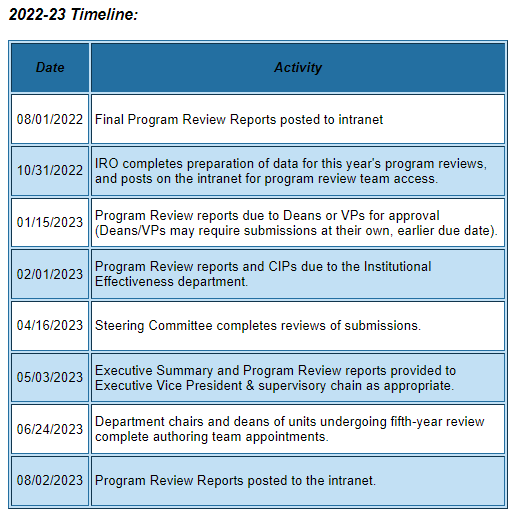 2022-23 Timeline:
Date Activity
08/01/2022 Final Program Review Reports posted to intranet
10/31/2022 IRO completes preparation of data for this year's program reviews,
and posts on the intranet for program review team access.
01/15/2023 Program Review reports due to Deans or VPs for approval
(Deans/VPs may require submissions at their own, earlier due date).
02/01/2023 Program Review reports and CIPs due to the Institutional
Effectiveness department.
04/16/2023 Steering Committee completes reviews of submissions.
05/03/2023 Executive Summary and Program Review reports provided to
Executive Vice President & supervisory chain as appropriate.
06/24/2023 Department chairs and deans of units undergoing fifth-year review
complete authoring team appointments.
08/02/2023 Program Review Reports posted to the intranet.